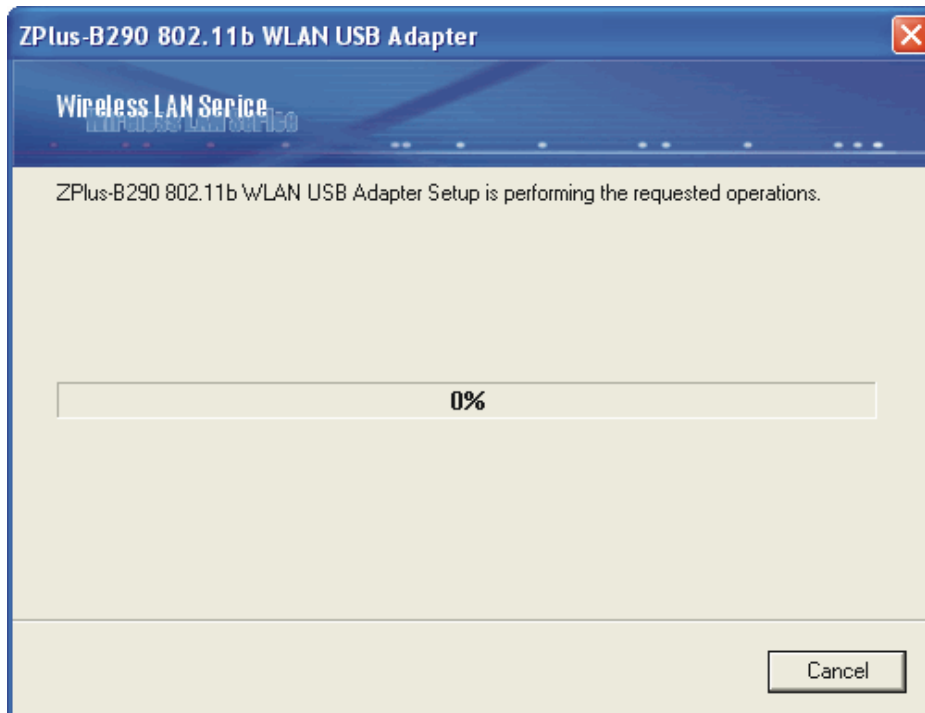 ZPlus-B290 802.11b WLAN USB Adapter
Wireless LAN Serice
ZPlus-B290 802.11b WLAN USB Adapter Setup is performing the requested operations.
0%
Cancel